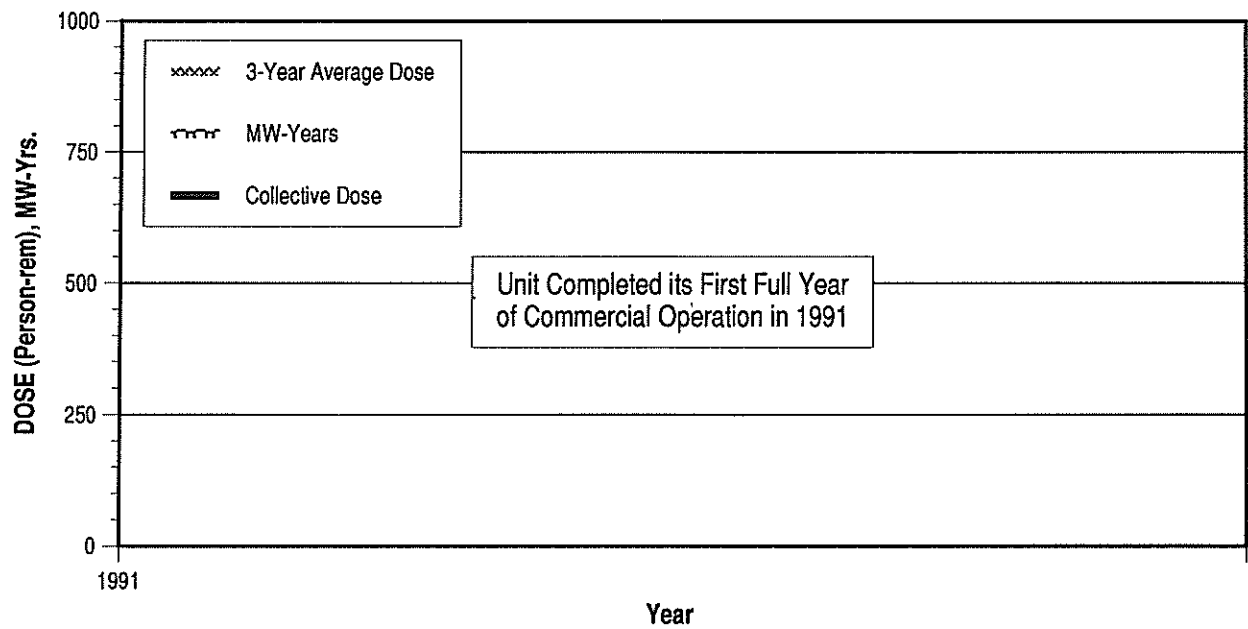 1000
750
500
250
0
DOSE (Person-rem), MW-Yrs.
3-Year Average Dose
MW-Years
Collective Dose
Unit Completed its First Full Year
of Commercial Operation in 1991
1991
Year